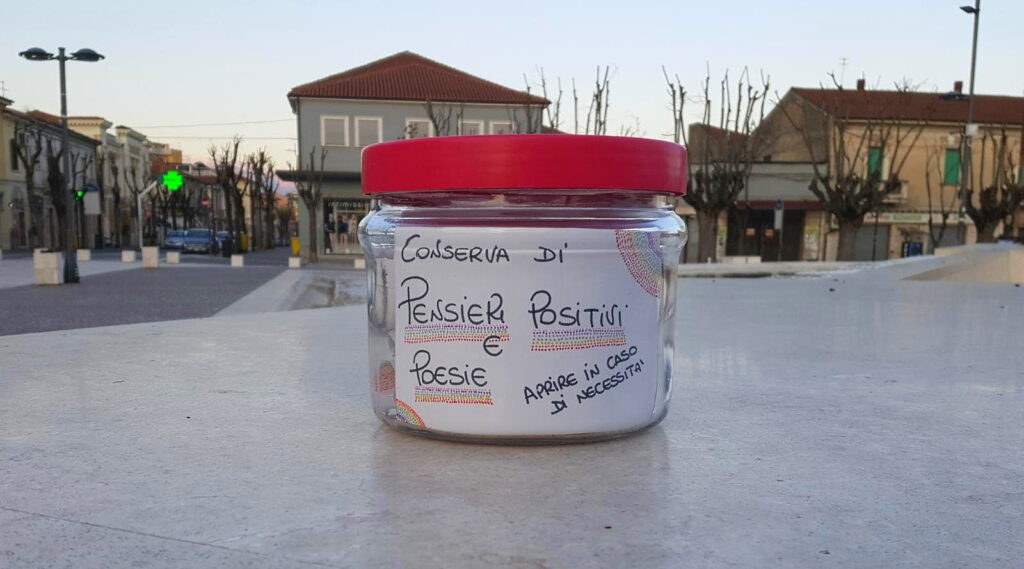 CONSERVA DI
PENSIERI POSITIVI
E
POESIE
APRIRE IN CASO
DI NECESSITA'